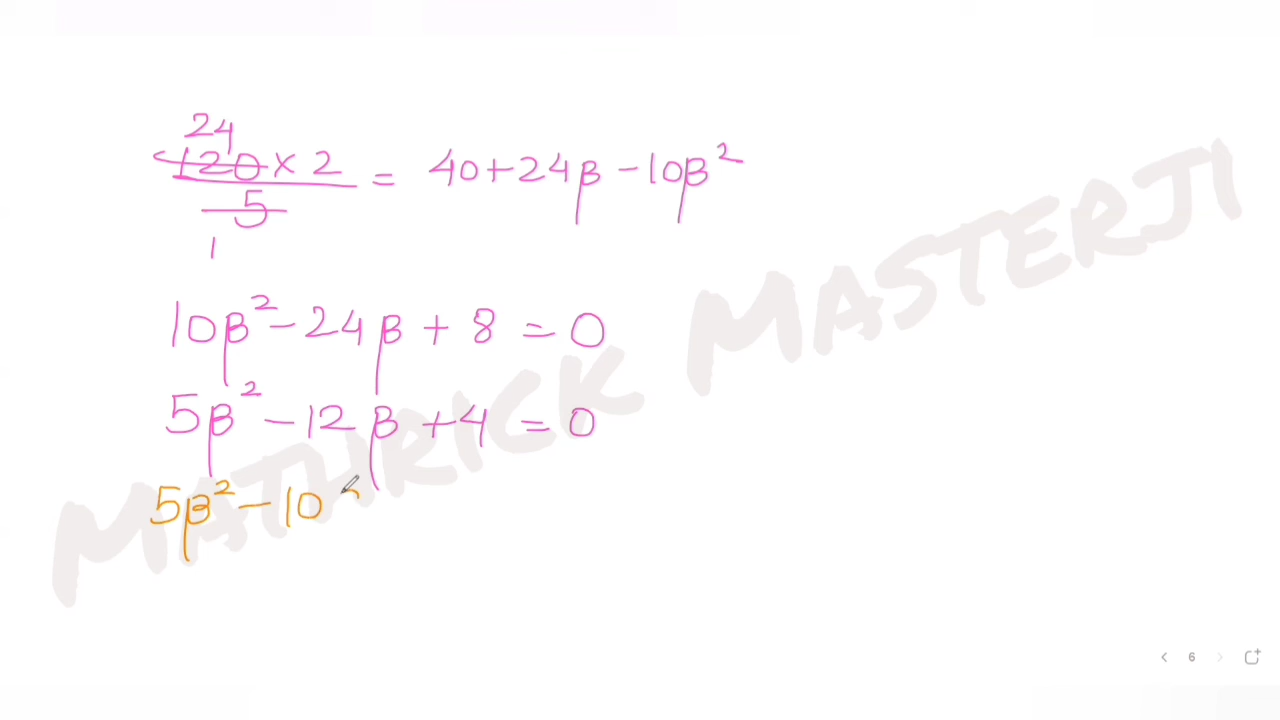 24
120 × 2
5
1
= 40 + 24β - 10β²
10β² - 24β + 8 = 0
5β² - 12β + 4 = 0
5β² - 10
MATHRICK MASTERJI
6